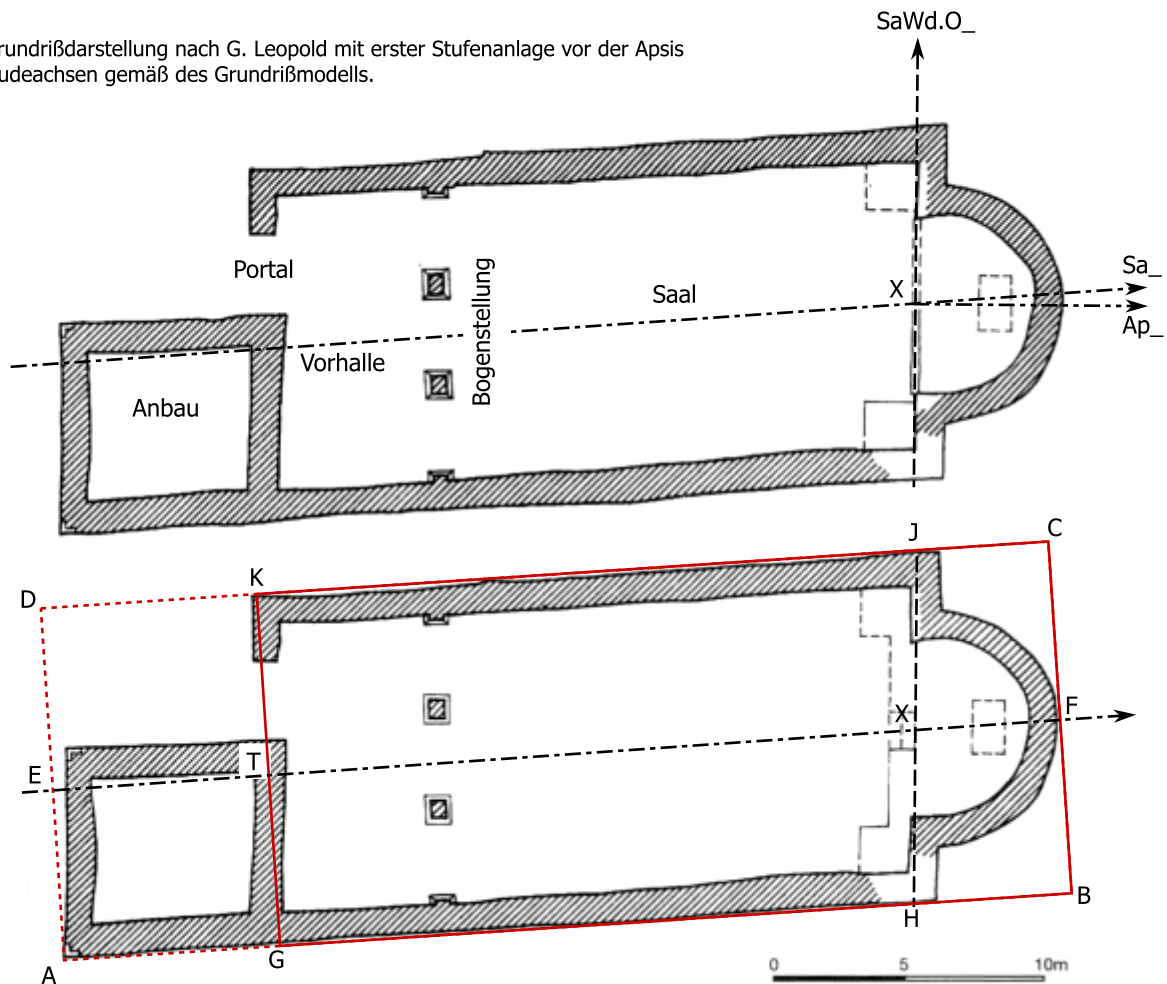 SaWd.O_
rundrißdarstellung nach G. Leopold mit erster Stufenanlage vor der Apsis
udeachsen gemäß des Grundrißmodells.
Portal
Bogenstellung
Saal
X
Sa_
Ap_
Vorhalle
Anbau
J
C
K
D
X
F
T
E
B
H
G
A
0 5 10m